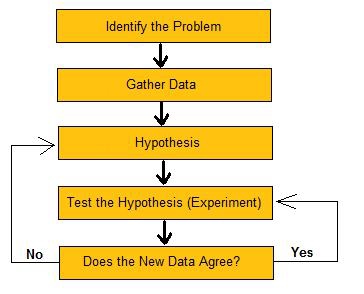 Identify the Problem
Gather Data
Hypothesis
Test the Hypothesis (Experiment)
No
Does the New Data Agree?
Yes